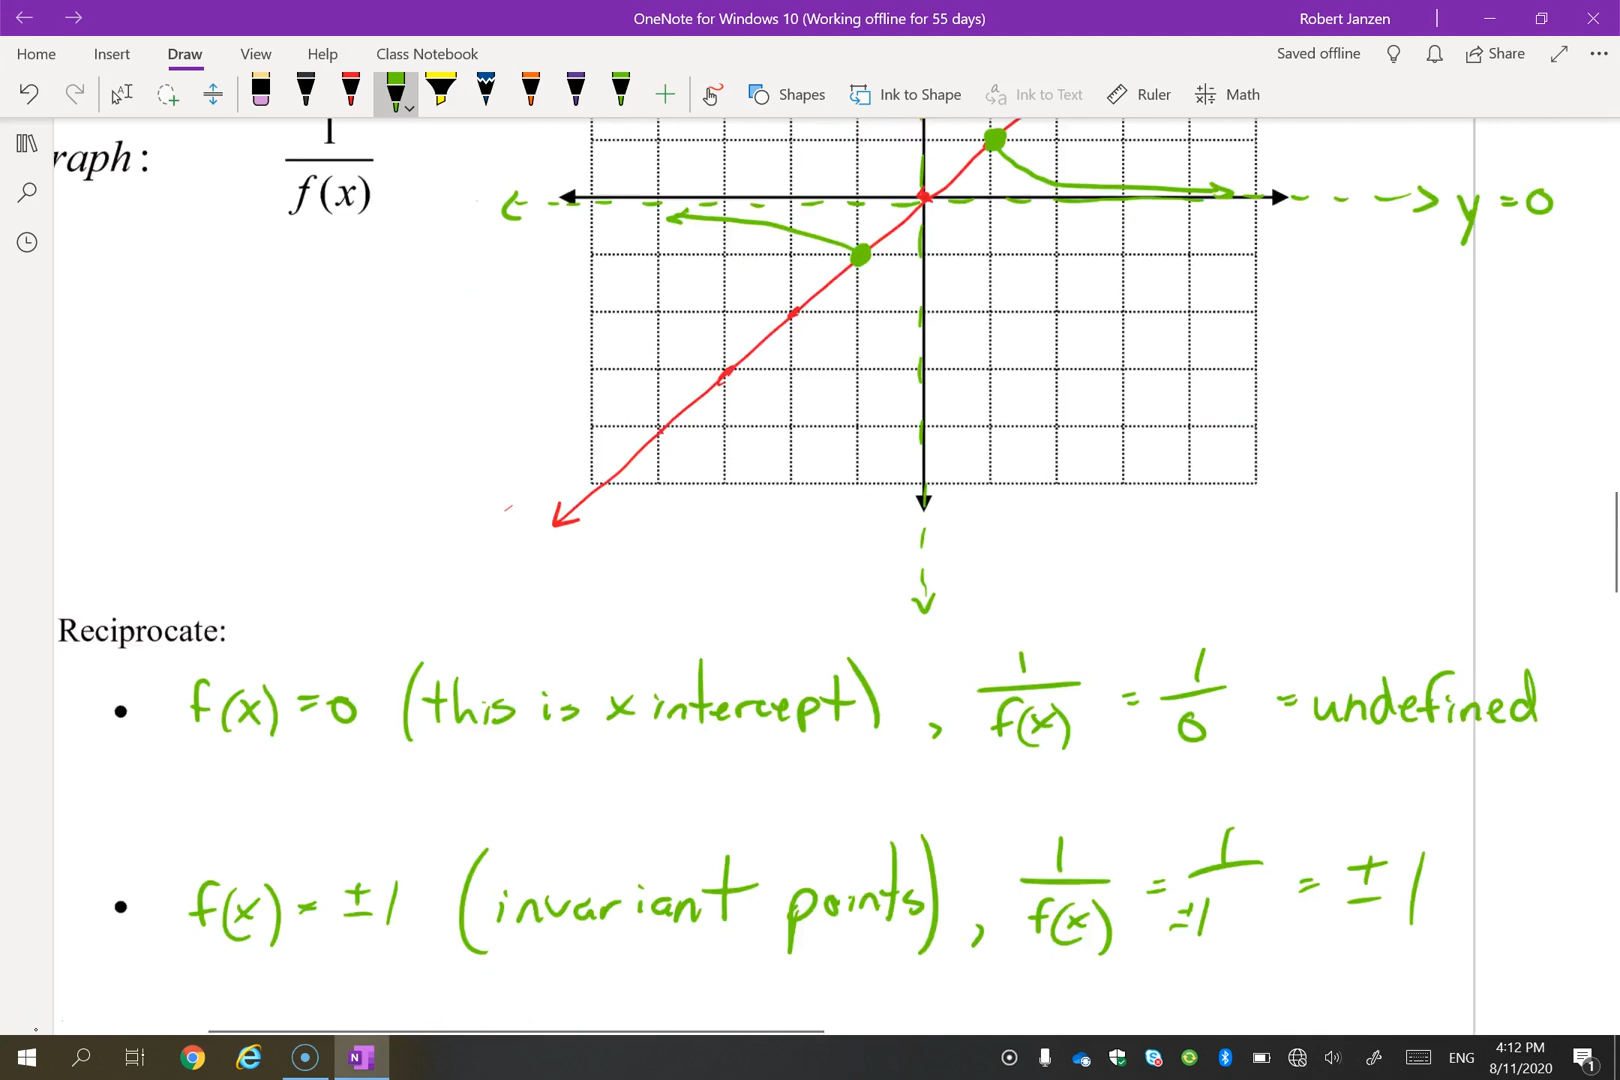 OneNote for Windows 10 (Working offline for 55 days)
Robert Janzen
Home Insert Draw View Help Class Notebook
Saved offline
Share
Shapes Ink to Shape Ink to Text Ruler Math
raph : 1/f(x)
y = 0
Reciprocate:
• f(x) = 0 (this is x intercept), 1/f(x) = 1/0 = undefined
• f(x) = ±1 (invariant points), 1/f(x) = 1/±1 = ±1
ENG
4:12 PM
8/11/2020
1